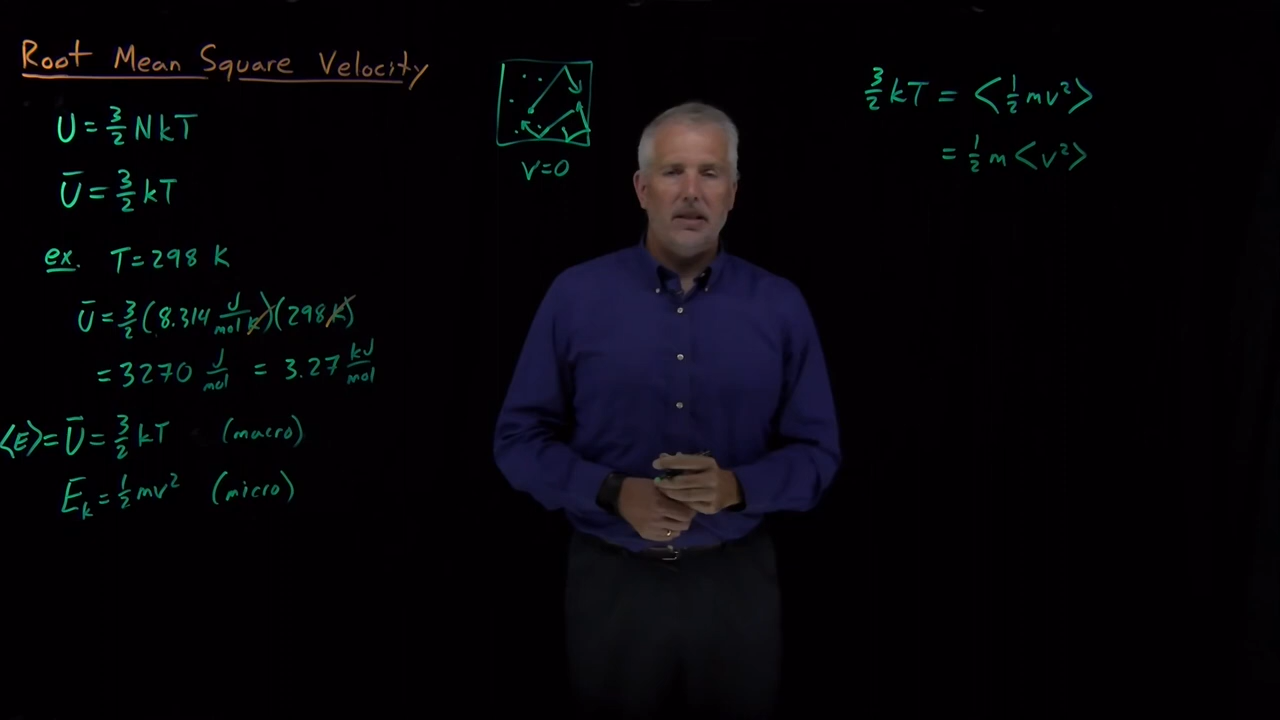 Root Mean Square Velocity
U = 3/2 NkT
Ū = 3/2 kT
ex. T = 298 K
Ū = 3/2 (8.314 J/mol K)(298 K)
= 3270 J/mol = 3.27 kJ/mol
⟨E⟩ = Ū = 3/2 kT (macro)
E_k = 1/2 mv² (micro)
v = 0
3/2 kT = ⟨1/2 mv²⟩
= 1/2 m ⟨v²⟩